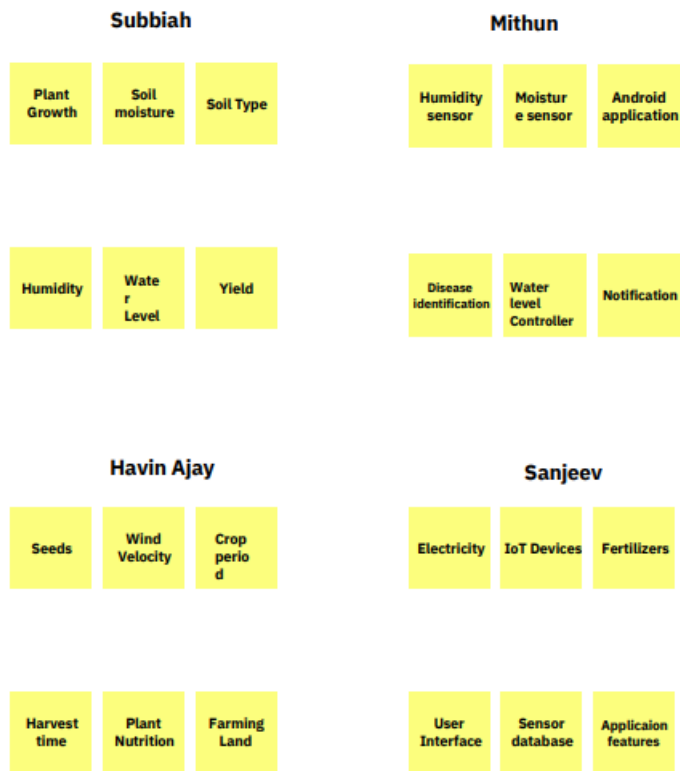 Subbiah
Plant
Growth
Soil
moisture
Soil Type
Humidity
Wate
r
Level
Yield
Mithun
Humidity
sensor
Moistur
e sensor
Android
application
Disease
identification
Water
level
Controller
Notification
Havin Ajay
Seeds
Wind
Velocity
Crop
perio
d
Harvest
time
Plant
Nutrition
Farming
Land
Sanjeev
Electricity
IoT Devices
Fertilizers
User
Interface
Sensor
database
Applicaion
features